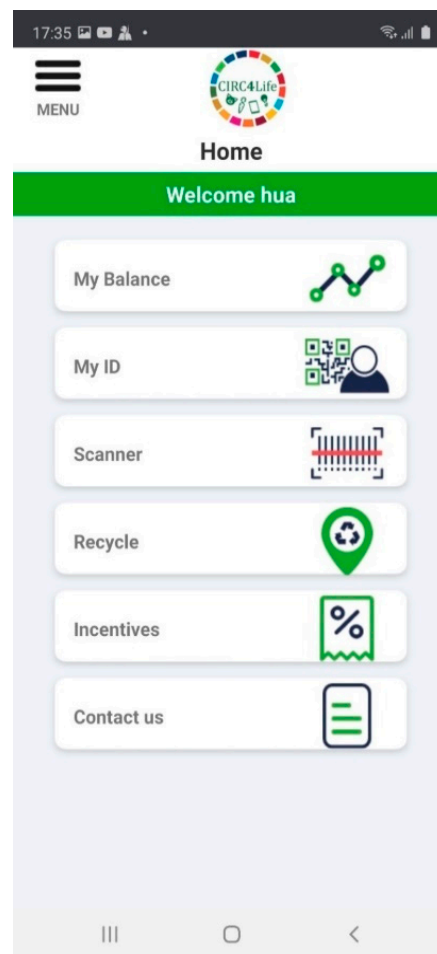 17:35
MENU
CIRC4Life
Home
Welcome hua
My Balance
My ID
Scanner
Recycle
Incentives
%
Contact us